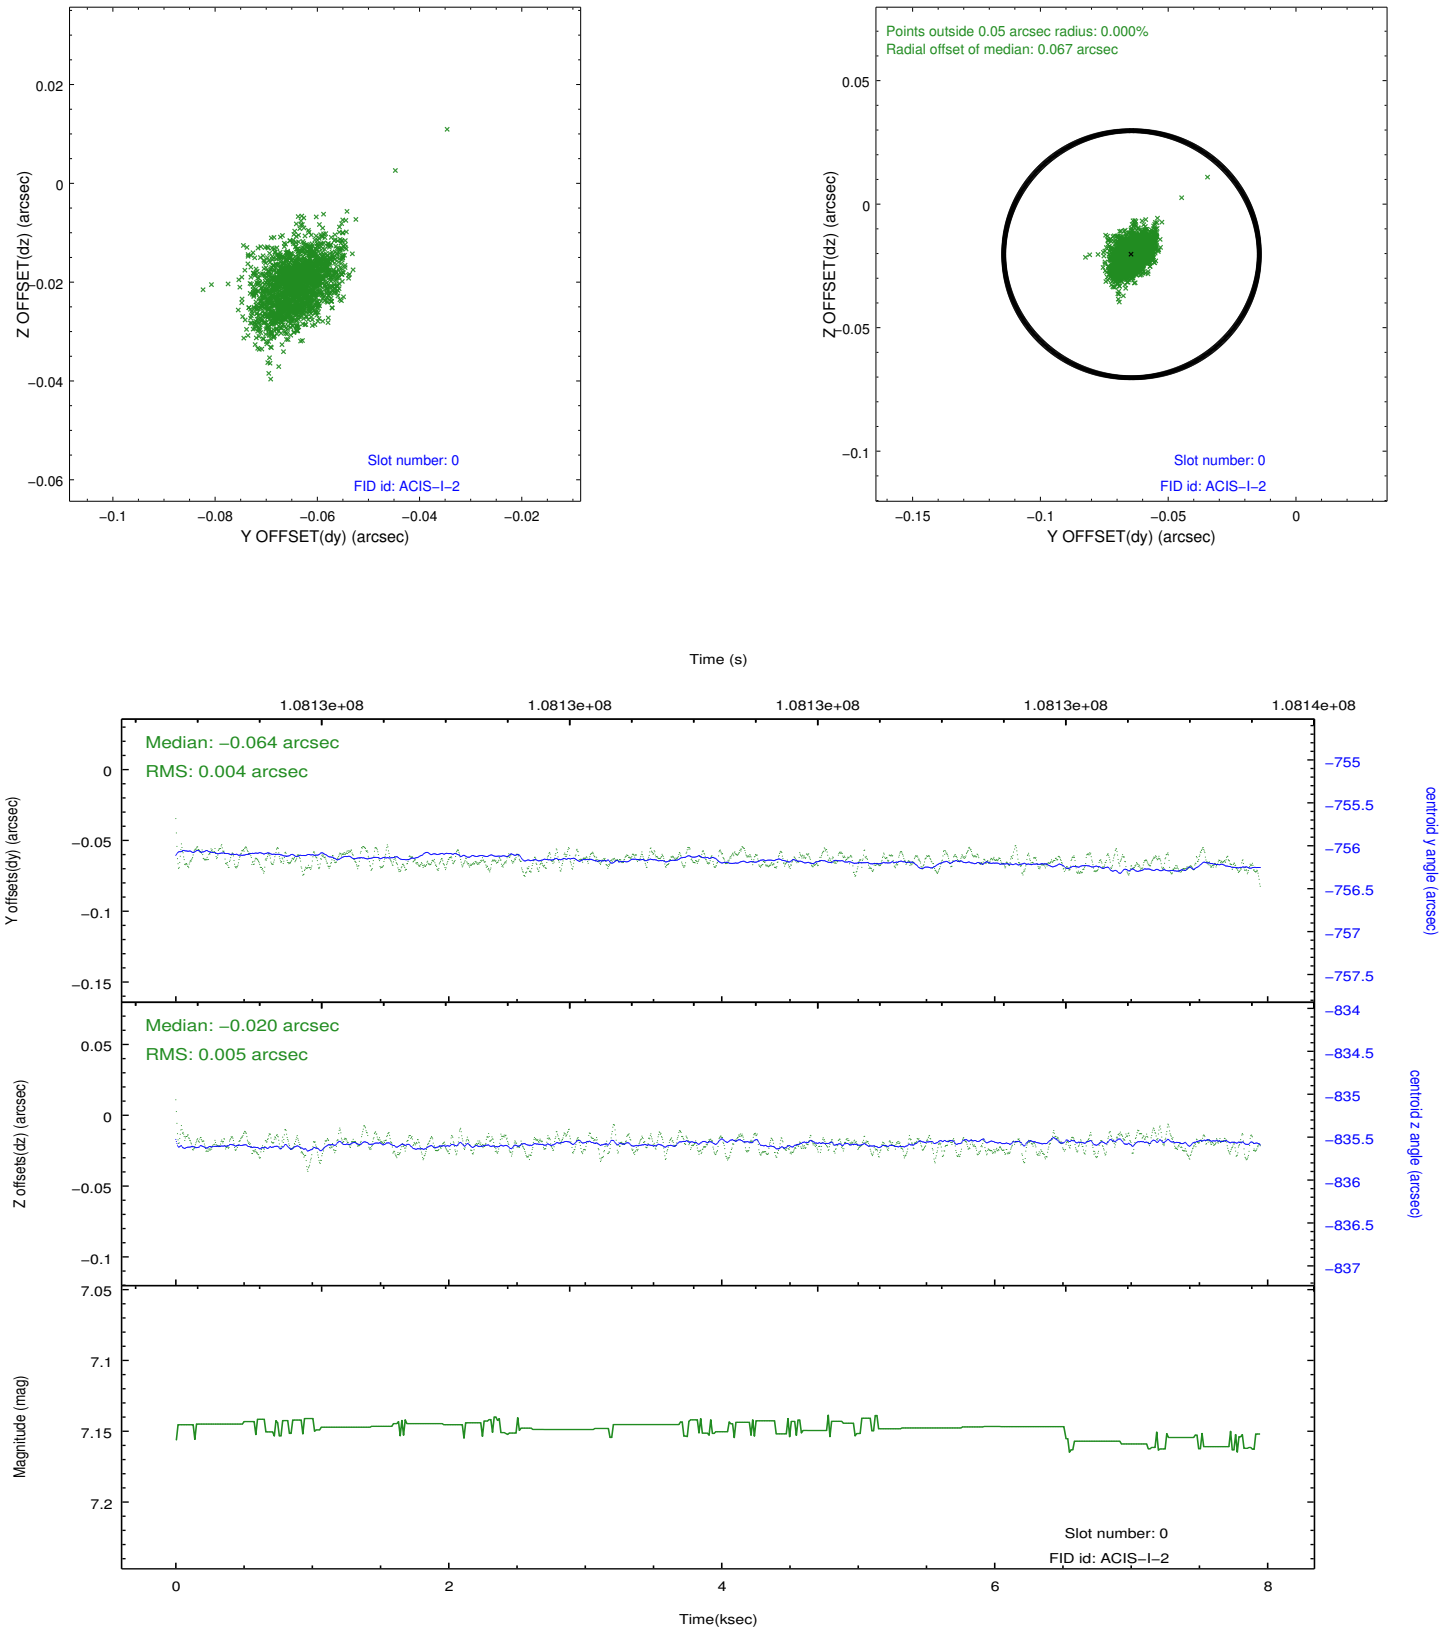 0.02
0
−0.02
−0.04
−0.06
Z OFFSET(dz) (arcsec)
Slot number: 0
FID id: ACIS−I−2
−0.1
−0.08
−0.06
−0.04
−0.02
Y OFFSET(dy) (arcsec)
Points outside 0.05 arcsec radius: 0.000%
Radial offset of median: 0.067 arcsec
0.05
0
−0.05
−0.1
Z OFFSET(dz) (arcsec)
Slot number: 0
FID id: ACIS−I−2
−0.15
−0.1
−0.05
0
Y OFFSET(dy) (arcsec)
Time (s)
1.0813e+08
1.0813e+08
1.0813e+08
1.0813e+08
1.0814e+08
Median: −0.064 arcsec
RMS: 0.004 arcsec
0
−0.05
−0.1
−0.15
Y offsets(dy) (arcsec)
−755
−755.5
−756
−756.5
−757
−757.5
centroid y angle (arcsec)
Median: −0.020 arcsec
RMS: 0.005 arcsec
0.05
0
−0.05
−0.1
Z offsets(dz) (arcsec)
−834
−834.5
−835
−835.5
−836
−836.5
−837
centroid z angle (arcsec)
7.05
7.1
7.15
7.2
Magnitude (mag)
Slot number: 0
FID id: ACIS−I−2
0
2
4
6
8
Time(ksec)